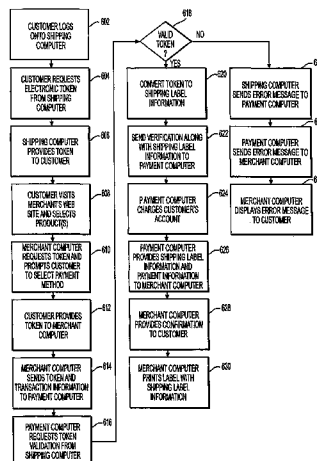 CUSTOMER LOGS
ONTO SHIPPING
COMPUTER
602
CUSTOMER REQUESTS
ELECTRONIC TOKEN
FROM SHIPPING
COMPUTER
604
SHIPPING COMPUTER
PROVIDES TOKEN
TO CUSTOMER
606
CUSTOMER VISITS
MERCHANT'S WEB
SITE AND SELECTS
PRODUCT(S)
608
MERCHANT COMPUTER
REQUESTS TOKEN AND
PROMPTS CUSTOMER
TO SELECT PAYMENT
METHOD
610
CUSTOMER PROVIDES
TOKEN TO MERCHANT
COMPUTER
612
MERCHANT COMPUTER
SENDS TOKEN AND
TRANSACTION INFORMATION
TO PAYMENT COMPUTER
614
PAYMENT COMPUTER
REQUESTS TOKEN
VALIDATION FROM
SHIPPING COMPUTER
616
VALID
TOKEN
?
618
YES
NO
CONVERT TOKEN TO
SHIPPING LABEL
INFORMATION
620
SEND VERIFICATION ALONG
WITH SHIPPING LABEL
INFORMATION TO
PAYMENT COMPUTER
622
PAYMENT COMPUTER
CHARGES CUSTOMER'S
ACCOUNT
624
PAYMENT COMPUTER
PROVIDES SHIPPING LABEL
INFORMATION AND
PAYMENT INFORMATION
TO MERCHANT COMPUTER
626
MERCHANT COMPUTER
PROVIDES CONFIRMATION
TO CUSTOMER
628
MERCHANT COMPUTER
PRINTS LABEL WITH
SHIPPING LABEL
INFORMATION
630
SHIPPING COMPUTER
SENDS ERROR MESSAGE TO
PAYMENT COMPUTER
PAYMENT COMPUTER
SENDS ERROR MESSAGE TO
MERCHANT COMPUTER
MERCHANT COMPUTER
DISPLAYS ERROR MESSAGE
TO CUSTOMER